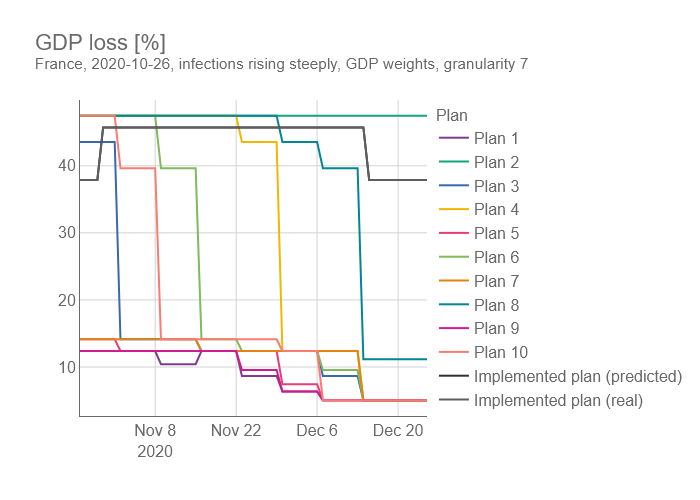 GDP loss [%]
France, 2020-10-26, infections rising steeply, GDP weights, granularity 7
Plan
Plan 1
Plan 2
Plan 3
Plan 4
Plan 5
Plan 6
Plan 7
Plan 8
Plan 9
Plan 10
Implemented plan (predicted)
Implemented plan (real)
40
30
20
10
Nov 8 Nov 22 Dec 6 Dec 20
2020